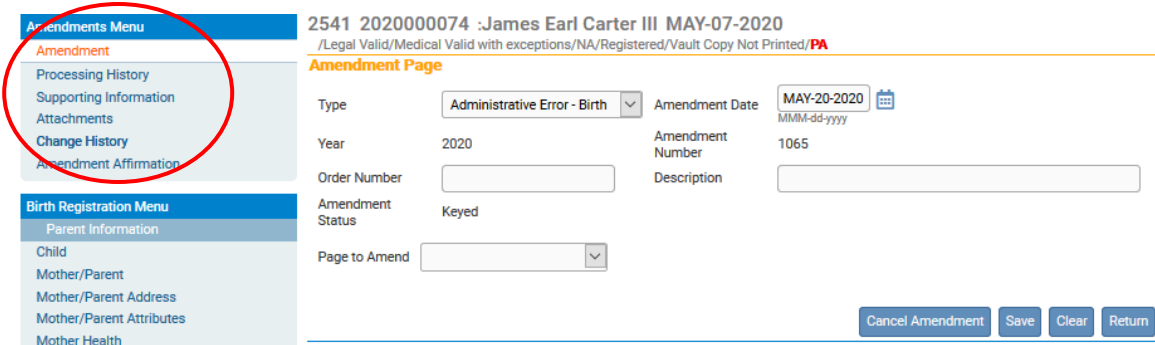 Amendments Menu
Amendment
Processing History
Supporting Information
Attachments
Change History
Amendment Affirmation
Birth Registration Menu
Parent Information
Child
Mother/Parent
Mother/Parent Address
Mother/Parent Attributes
Mother Health
2541 2020000074 :James Earl Carter III MAY-07-2020
/Legal Valid/Medical Valid with exceptions/NA/Registered/Vault Copy Not Printed/PA
Amendment Page
Type Administrative Error - Birth Amendment Date MAY-20-2020
MMM-dd-yyyy
Year 2020 Amendment Number 1065
Order Number Description
Amendment Status Keyed
Page to Amend
Cancel Amendment Save Clear Return